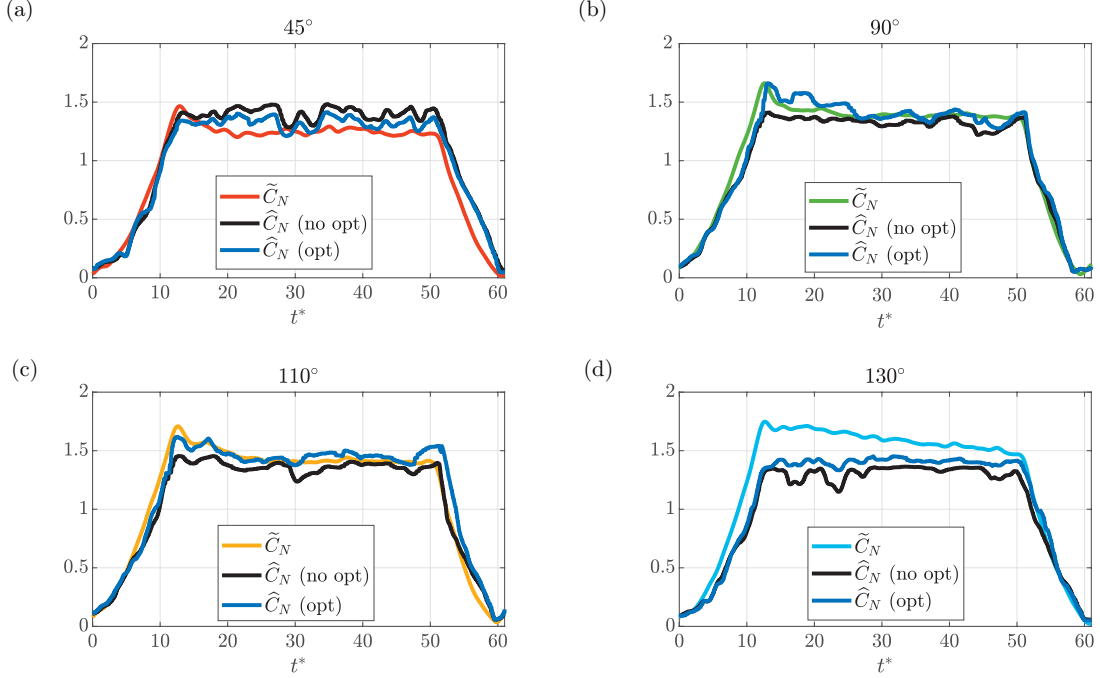 (a)
45°
2
1.5
1
0.5
0
0 10 20 30 40 50 60
t*
C̃_N
Ĉ_N (no opt)
Ĉ_N (opt)
(b)
90°
2
1.5
1
0.5
0
0 10 20 30 40 50 60
t*
C̃_N
Ĉ_N (no opt)
Ĉ_N (opt)
(c)
110°
2
1.5
1
0.5
0
0 10 20 30 40 50 60
t*
C̃_N
Ĉ_N (no opt)
Ĉ_N (opt)
(d)
130°
2
1.5
1
0.5
0
0 10 20 30 40 50 60
t*
C̃_N
Ĉ_N (no opt)
Ĉ_N (opt)